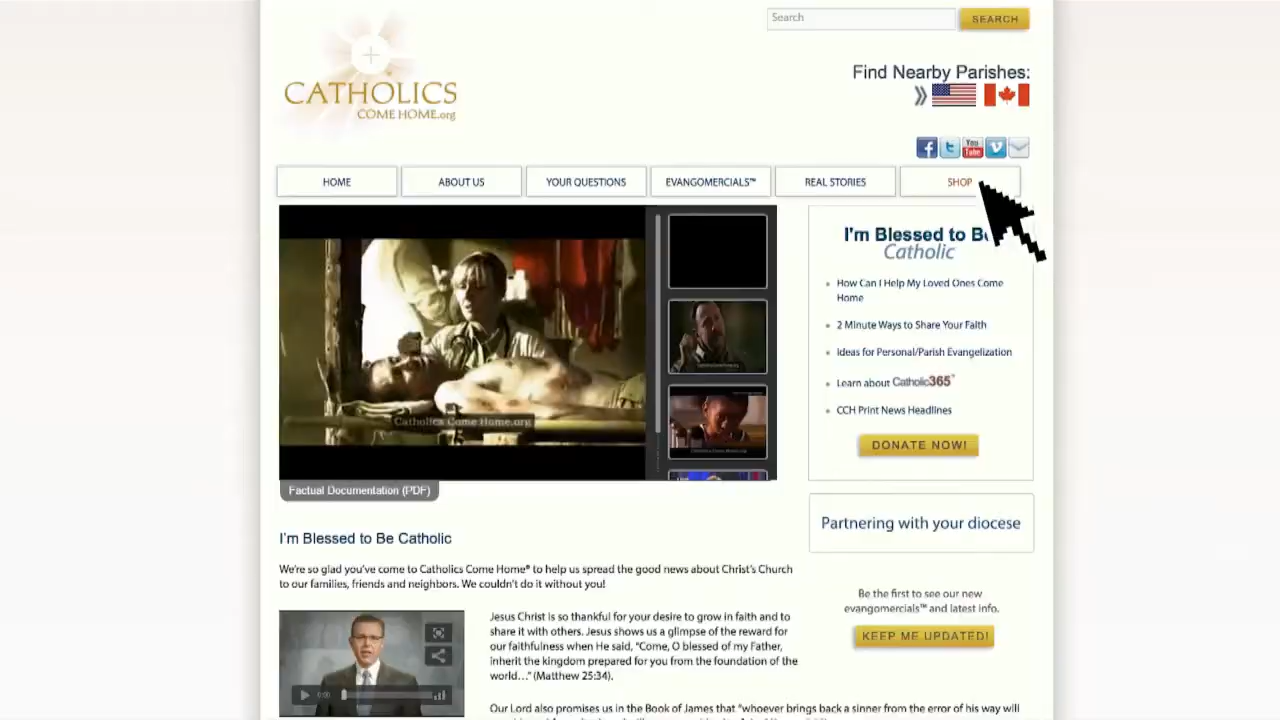 Search
SEARCH
CATHOLICS
COME HOME.org
Find Nearby Parishes:
You
Tube
HOME
ABOUT US
YOUR QUESTIONS
EVANGOMERCIALS™
REAL STORIES
SHOP
Catholics Come Home.org
Factual Documentation (PDF)
I'm Blessed to Be
Catholic
How Can I Help My Loved Ones Come
Home
2 Minute Ways to Share Your Faith
Ideas for Personal/Parish Evangelization
Learn about Catholic365™
CCH Print News Headlines
DONATE NOW!
Partnering with your diocese
Be the first to see our new
evangomercials™ and latest info.
KEEP ME UPDATED!
I'm Blessed to Be Catholic
We're so glad you've come to Catholics Come Home® to help us spread the good news about Christ's Church
to our families, friends and neighbors. We couldn't do it without you!
0:00
Jesus Christ is so thankful for your desire to grow in faith and to
share it with others. Jesus shows us a glimpse of the reward for
our faithfulness when He said, "Come, O blessed of my Father,
inherit the kingdom prepared for you from the foundation of the
world…" (Matthew 25:34).
Our Lord also promises us in the Book of James that "whoever brings back a sinner from the error of his way will